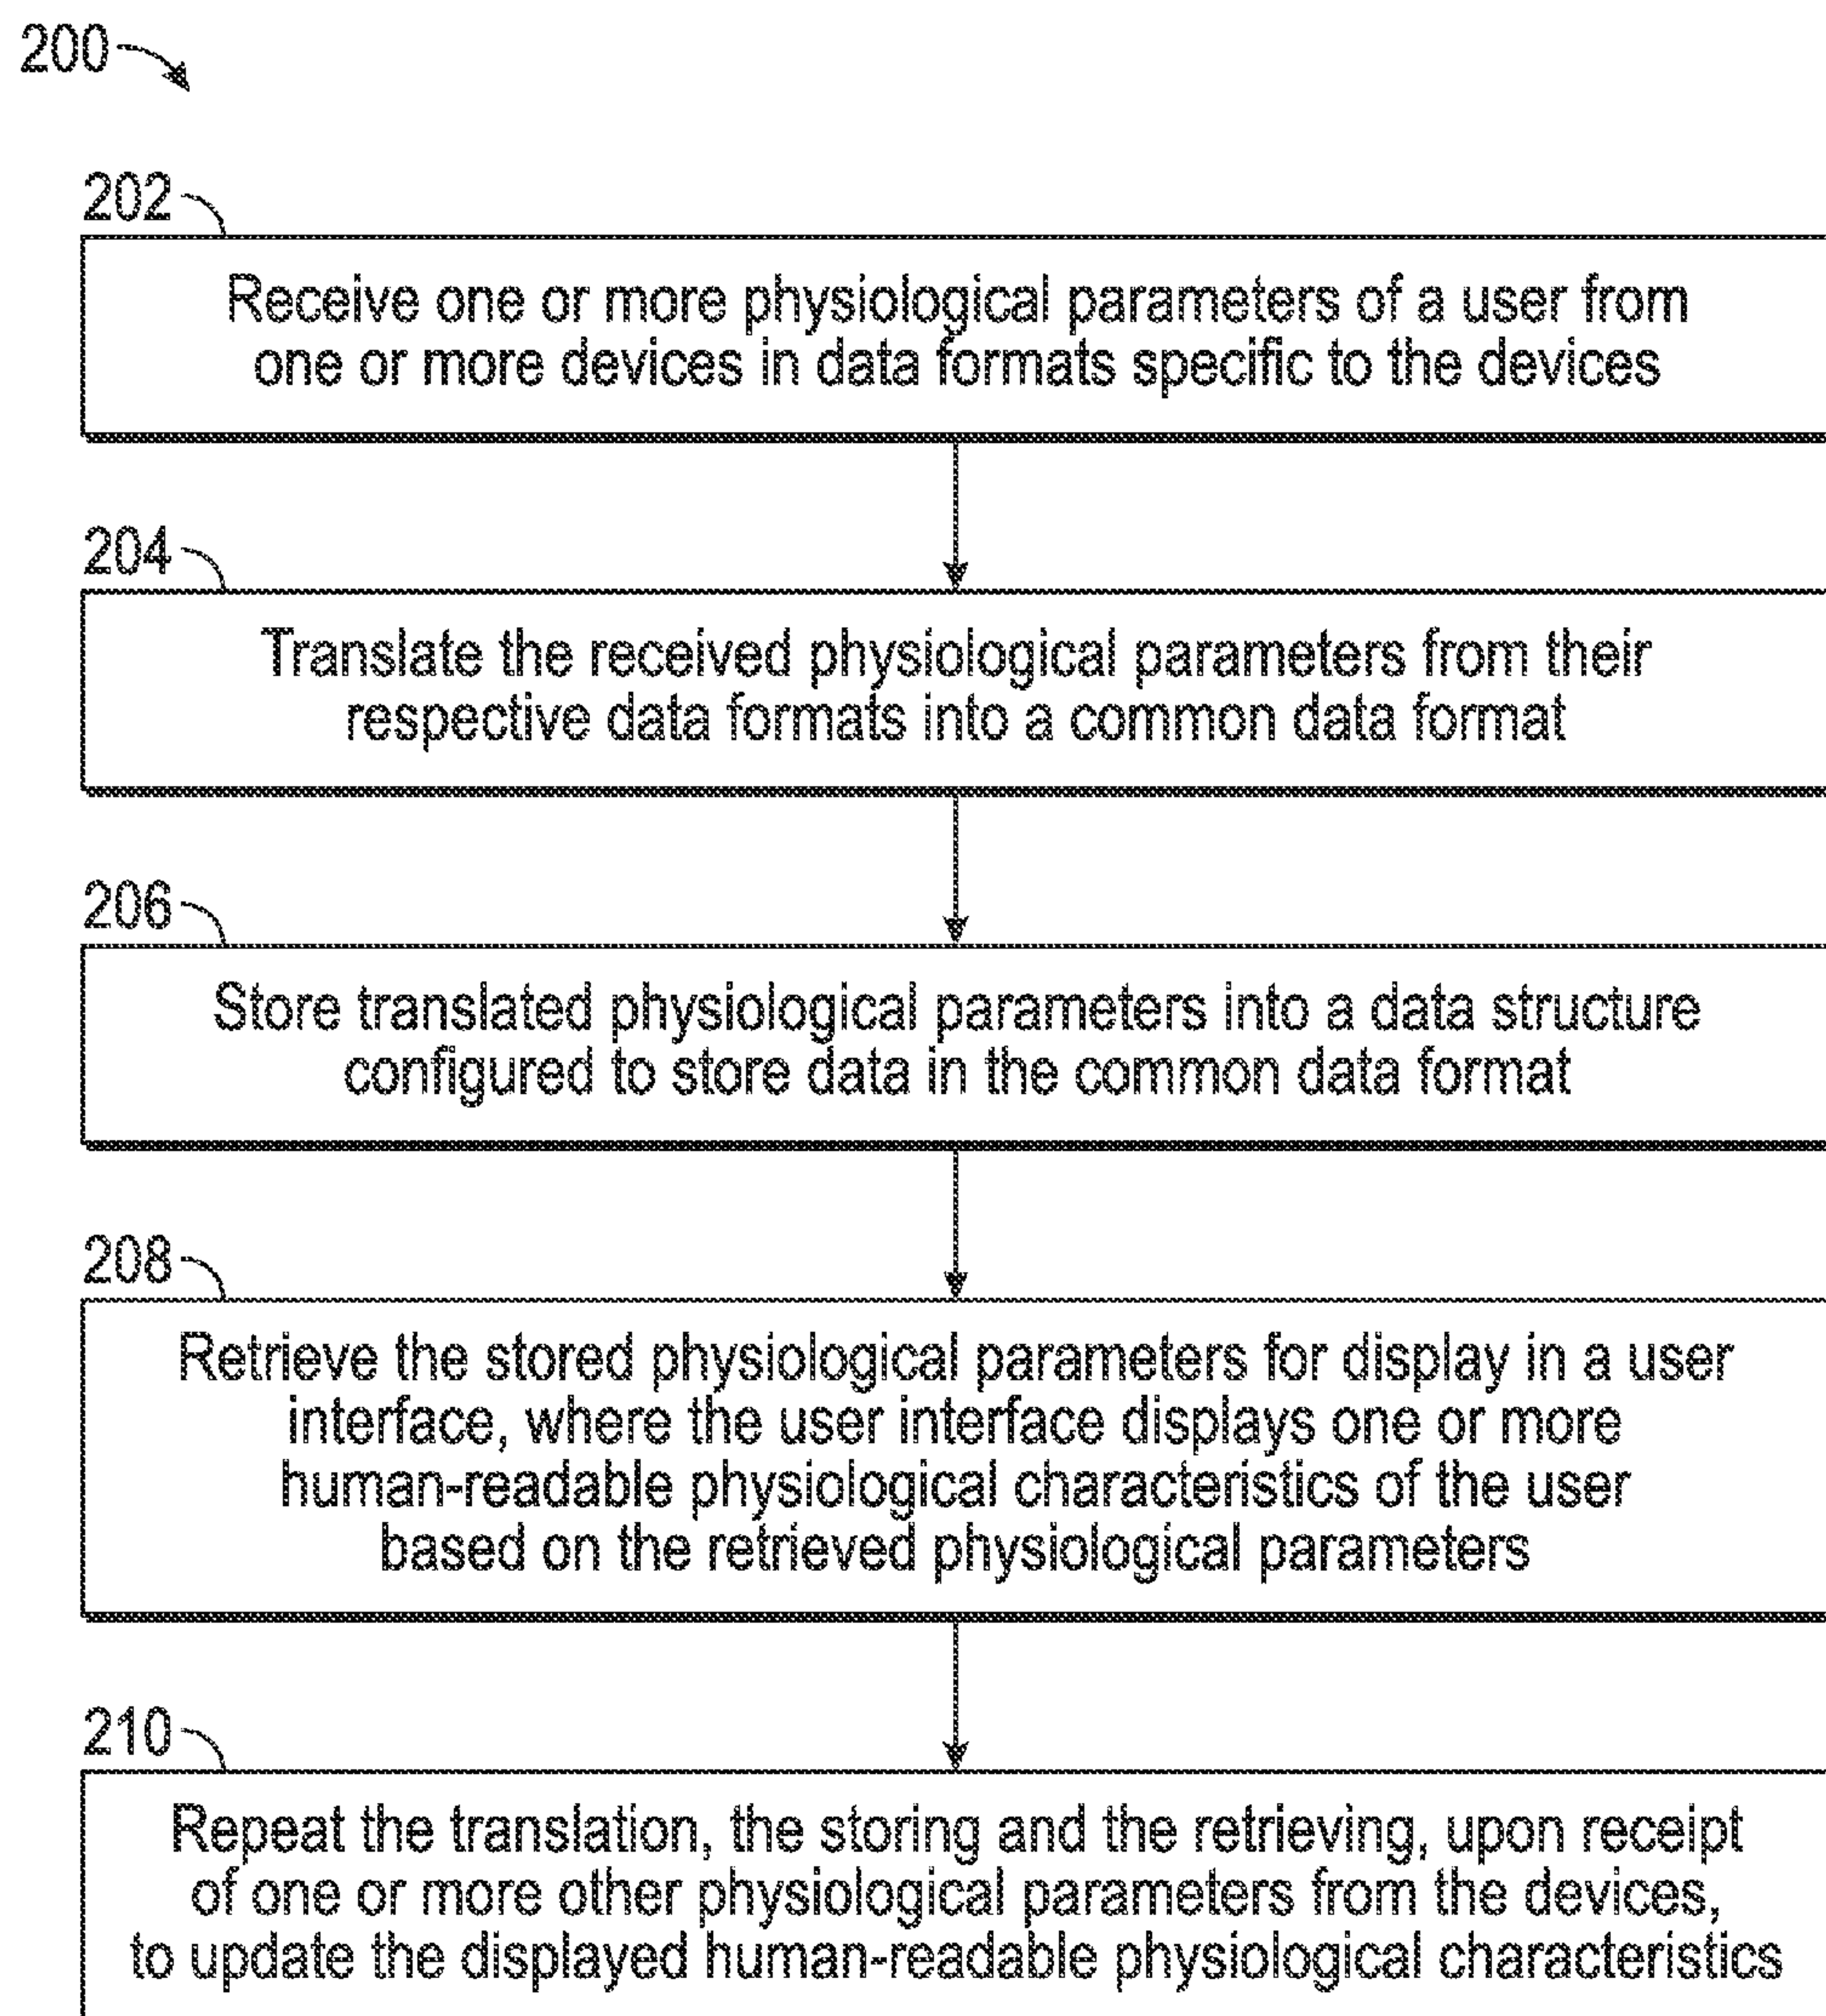 200
202
Receive one or more physiological parameters of a user from
one or more devices in data formats specific to the devices
204
Translate the received physiological parameters from their
respective data formats into a common data format
206
Store translated physiological parameters into a data structure
configured to store data in the common data format
208
Retrieve the stored physiological parameters for display in a user
interface, where the user interface displays one or more
human-readable physiological characteristics of the user
based on the retrieved physiological parameters
210
Repeat the translation, the storing and the retrieving, upon receipt
of one or more other physiological parameters from the devices,
to update the displayed human-readable physiological characteristics